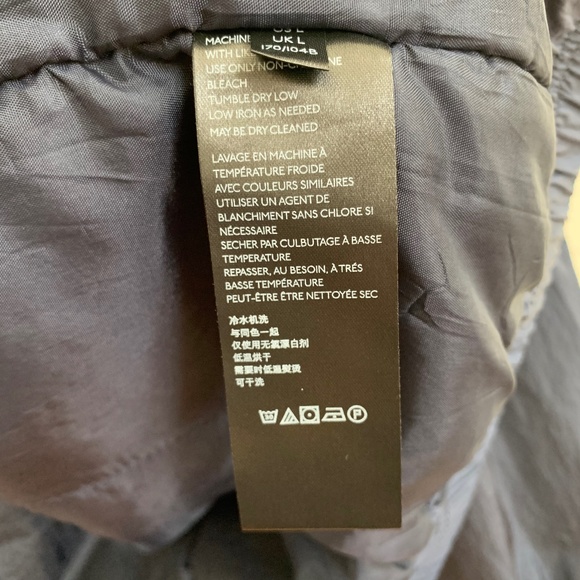 UK L
170/104B
MACHINE
WITH LIK
USE ONLY NON-C NE
BLEACH
TUMBLE DRY LOW
LOW IRON AS NEEDED
MAY BE DRY CLEANED
LAVAGE EN MACHINE À
TEMPÉRATURE FROIDE
AVEC COULEURS SIMILAIRES
UTILISER UN AGENT DE
BLANCHIMENT SANS CHLORE SI
NÉCESSAIRE
SECHER PAR CULBUTAGE À BASSE
TEMPERATURE
REPASSER, AU BESOIN, À TRÉS
BASSE TEMPÉRATURE
PEUT-ÊTRE ÊTRE NETTOYÉE SEC
冷水机洗
与同色一起
仅使用无氯漂白剂
低温烘干
需要时低温熨烫
可干洗